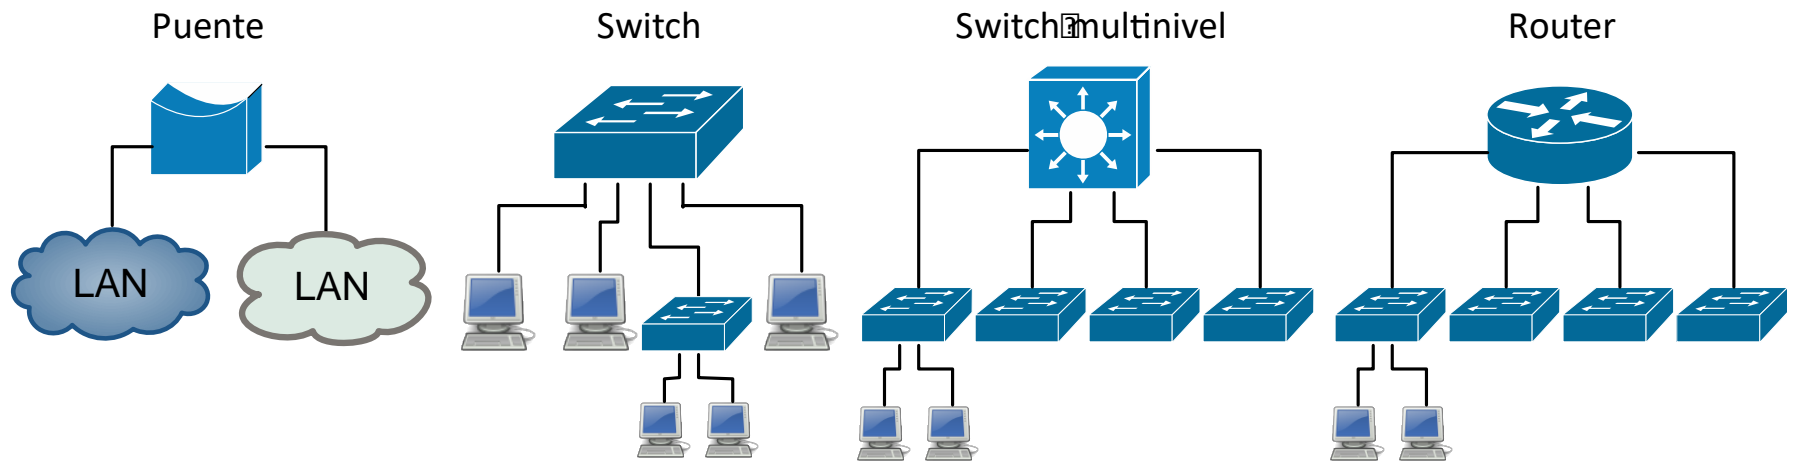 Puente
Switch
Switch multinivel
Router
LAN
LAN